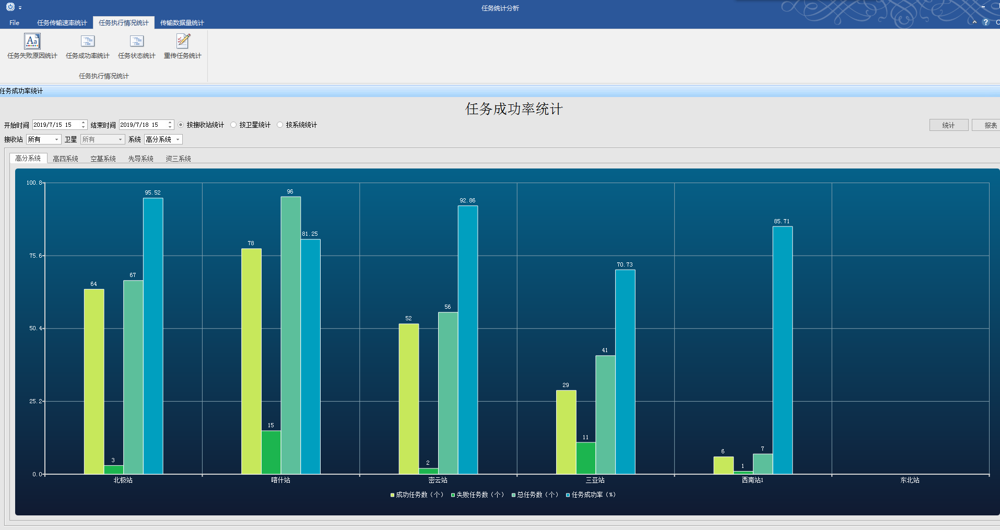 任务统计分析
File 任务传输速率统计 任务执行情况统计 传输数据量统计
任务失败原因统计 任务成功率统计 任务状态统计 重传任务统计
任务执行情况统计
任务成功率统计
任务成功率统计
开始时间 2019/7/15 15 结束时间 2019/7/18 15 按接收站统计 按卫星统计 按系统统计 统计 报表
接收站 所有 卫星 所有 系统 高分系统
高分系统 高四系统 空基系统 先导系统 资三系统
100.8
75.6
50.4
25.2
0.0
64 3 67 95.52
78 15 96 81.25
52 2 56 92.86
29 11 41 70.73
6 1 7 85.71
北极站 喀什站 密云站 三亚站 西南站1 东北站
成功任务数（个） 失败任务数（个） 总任务数（个） 任务成功率（%）